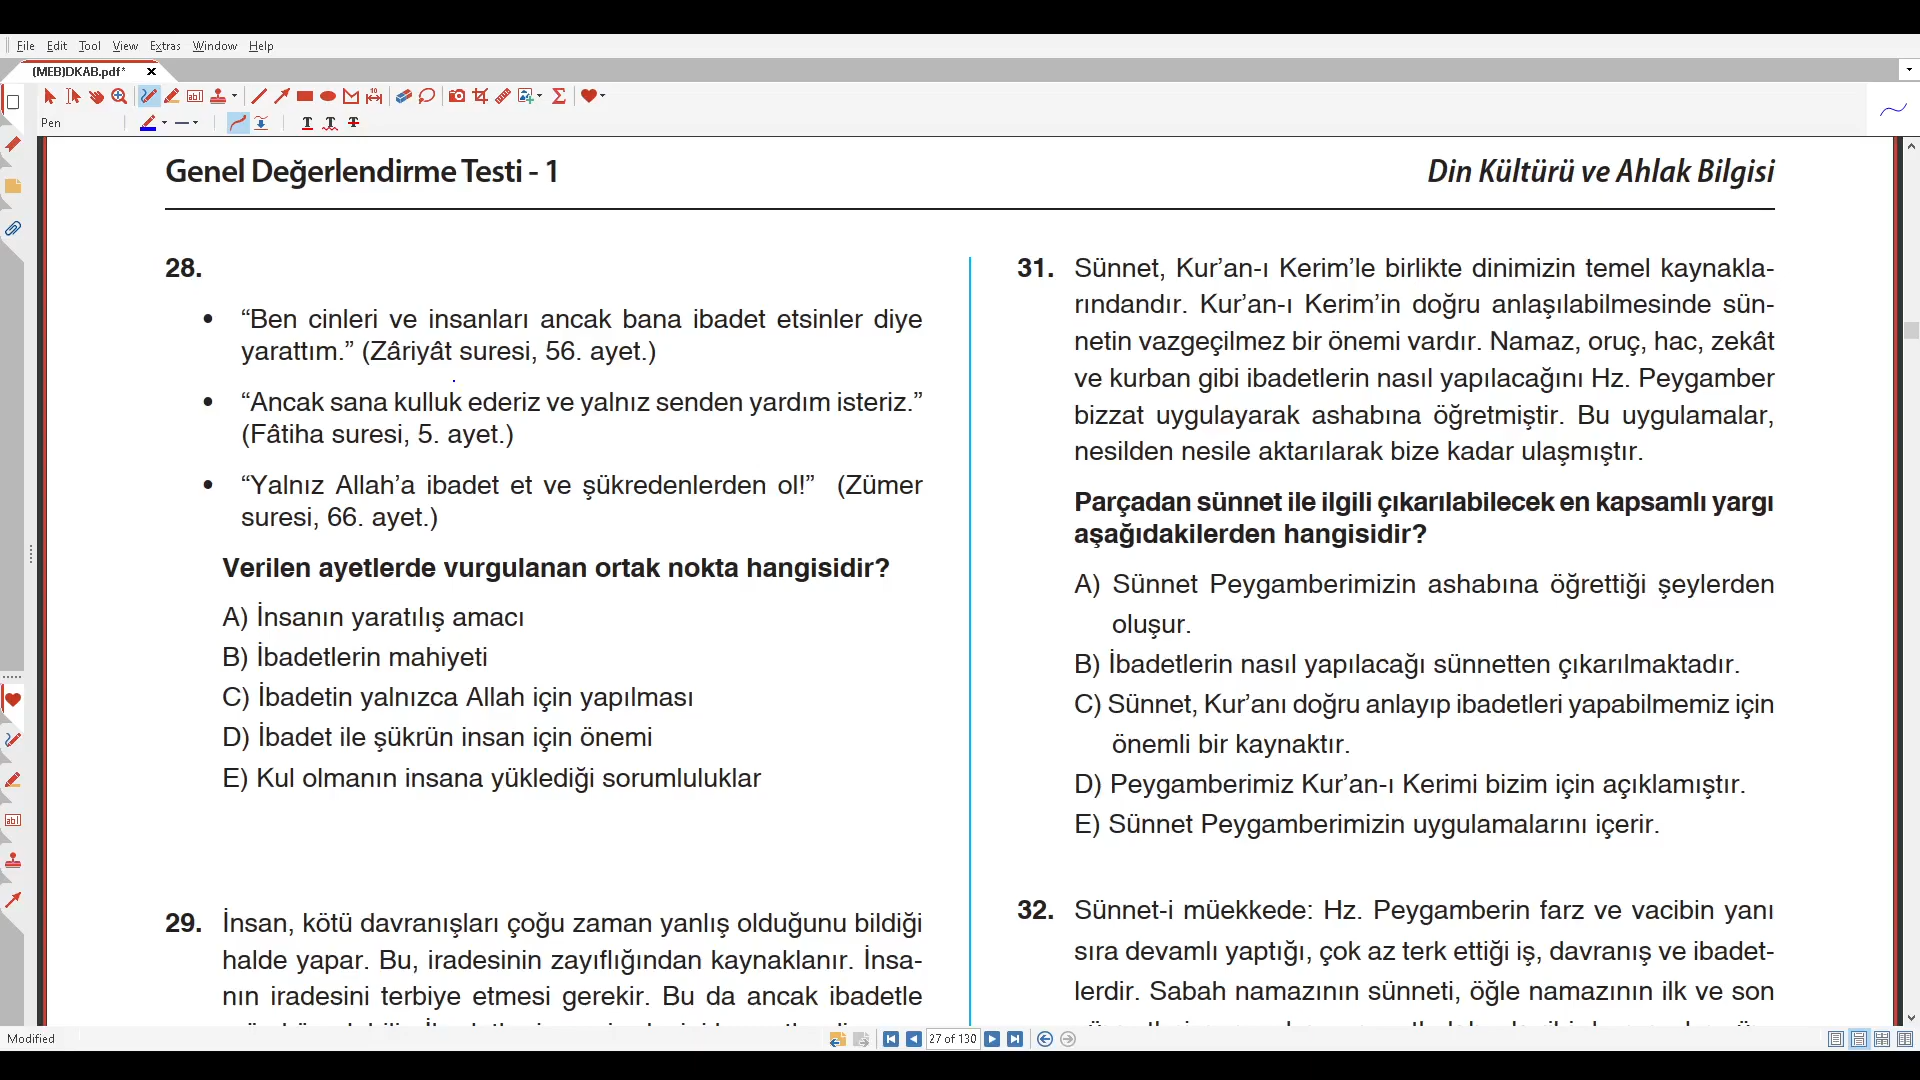 File Edit Tool View Extras Window Help
(MEB)DKAB.pdf*
Pen
Genel Değerlendirme Testi - 1
Din Kültürü ve Ahlak Bilgisi
28.
• “Ben cinleri ve insanları ancak bana ibadet etsinler diye
yarattım.” (Zâriyât suresi, 56. ayet.)
• “Ancak sana kulluk ederiz ve yalnız senden yardım isteriz.”
(Fâtiha suresi, 5. ayet.)
• “Yalnız Allah’a ibadet et ve şükredenlerden ol!” (Zümer
suresi, 66. ayet.)
Verilen ayetlerde vurgulanan ortak nokta hangisidir?
A) İnsanın yaratılış amacı
B) İbadetlerin mahiyeti
C) İbadetin yalnızca Allah için yapılması
D) İbadet ile şükrün insan için önemi
E) Kul olmanın insana yüklediği sorumluluklar
29. İnsan, kötü davranışları çoğu zaman yanlış olduğunu bildiği
halde yapar. Bu, iradesinin zayıflığından kaynaklanır. İnsa-
nın iradesini terbiye etmesi gerekir. Bu da ancak ibadetle
31. Sünnet, Kur’an-ı Kerim’le birlikte dinimizin temel kaynakla-
rındandır. Kur’an-ı Kerim’in doğru anlaşılabilmesinde sün-
netin vazgeçilmez bir önemi vardır. Namaz, oruç, hac, zekât
ve kurban gibi ibadetlerin nasıl yapılacağını Hz. Peygamber
bizzat uygulayarak ashabına öğretmiştir. Bu uygulamalar,
nesilden nesile aktarılarak bize kadar ulaşmıştır.
Parçadan sünnet ile ilgili çıkarılabilecek en kapsamlı yargı
aşağıdakilerden hangisidir?
A) Sünnet Peygamberimizin ashabına öğrettiği şeylerden
oluşur.
B) İbadetlerin nasıl yapılacağı sünnetten çıkarılmaktadır.
C) Sünnet, Kur’anı doğru anlayıp ibadetleri yapabilmemiz için
önemli bir kaynaktır.
D) Peygamberimiz Kur’an-ı Kerimi bizim için açıklamıştır.
E) Sünnet Peygamberimizin uygulamalarını içerir.
32. Sünnet-i müekkede: Hz. Peygamberin farz ve vacibin yanı
sıra devamlı yaptığı, çok az terk ettiği iş, davranış ve ibadet-
lerdir. Sabah namazının sünneti, öğle namazının ilk ve son
Modified
27 of 130